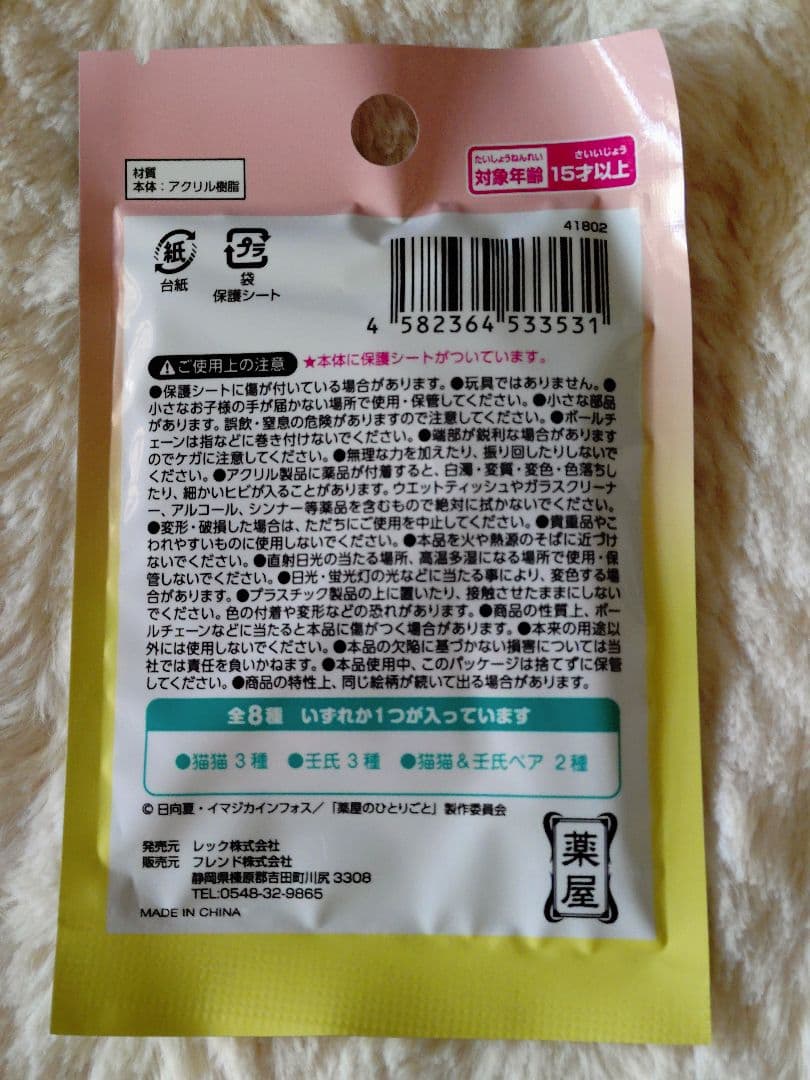 材質
本体：アクリル樹脂
たいしょうねんれい さいいじょう
対象年齢 15才以上
41802
紙
台紙
プラ
袋
保護シート
4 582364 533531
ご使用上の注意 ★本体に保護シートがついています。
●保護シートに傷が付いている場合があります。●玩具ではありません。●
小さなお子様の手が届かない場所で使用・保管してください。●小さな部品
があります。誤飲・窒息の危険がありますので注意してください。●ボールチ
ェーンは指などに巻き付けないでください。●端部が鋭利な場合があります
のでケガに注意してください。●無理な力を加えたり、振り回したりしないで
ください。●アクリル製品に薬品が付着すると、白濁・変質・変色・色落ちし
たり、細かいヒビが入ることがあります。ウエットティッシュやガラスクリーナ
ー、アルコール、シンナー等薬品を含むもので絶対に拭かないでください。
●変形・破損した場合は、ただちにご使用を中止してください。●貴重品やこ
われやすいものに使用しないでください。●本品を火や熱源のそばに近づけ
ないでください。●直射日光の当たる場所、高温多湿になる場所で使用・保
管しないでください。●日光・蛍光灯の光などに当たる事により、変色する場
合があります。●プラスチック製品の上に置いたり、接触させたままにしない
でください。色の付着や変形などの恐れがあります。●商品の性質上、ボー
ルチェーンなどに当たると本品に傷がつく場合があります。●本来の用途以
外には使用しないでください。●本品の欠陥に基づかない損害については当
社では責任を負いかねます。●本品使用中、このパッケージは捨てずに保管
してください。●商品の特性上、同じ絵柄が続いて出る場合があります。
全8種 いずれか1つが入っています
●猫猫 3種 ●壬氏 3種 ●猫猫＆壬氏ペア 2種
© 日向夏・イマジカインフォス／「薬屋のひとりごと」製作委員会
発売元 レック株式会社
販売元 フレンド株式会社
静岡県榛原郡吉田町川尻 3308
TEL:0548-32-9865
MADE IN CHINA
薬屋